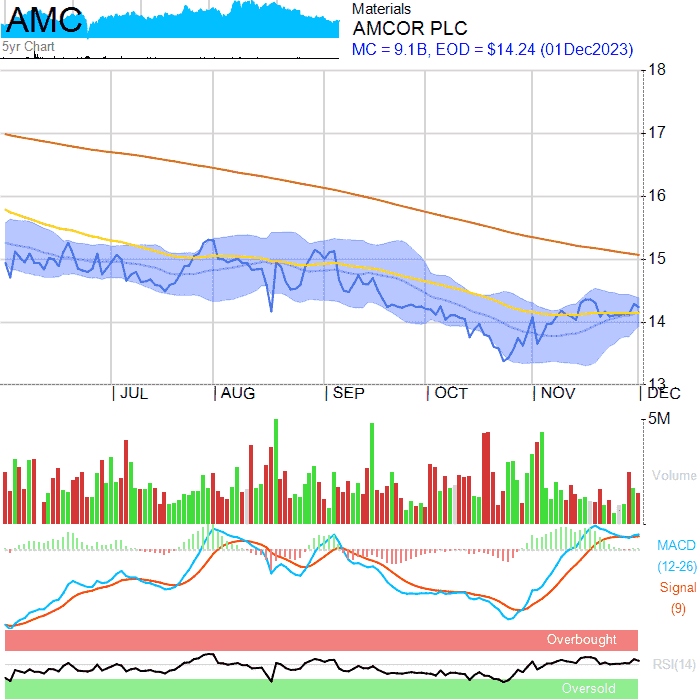 AMC
Materials
AMCOR PLC
MC = 9.1B, EOD = $14.24 (01Dec2023)
5yr Chart
18
17
16
15
14
13
JUL AUG SEP OCT NOV DEC
5M
Volume
MACD
(12-26)
Signal
(9)
Overbought
RSI(14)
Oversold